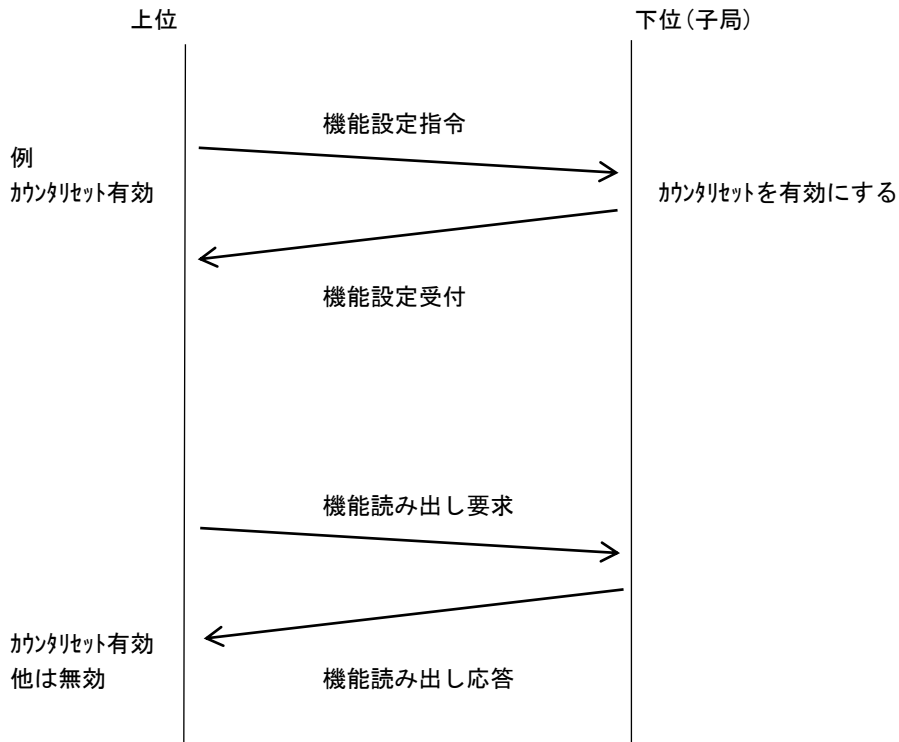 上位
下位(子局)
機能設定指令
例
ｶｳﾝﾀﾘｾｯﾄ有効
ｶｳﾝﾀﾘｾｯﾄを有効にする
機能設定受付
機能読み出し要求
ｶｳﾝﾀﾘｾｯﾄ有効
他は無効
機能読み出し応答